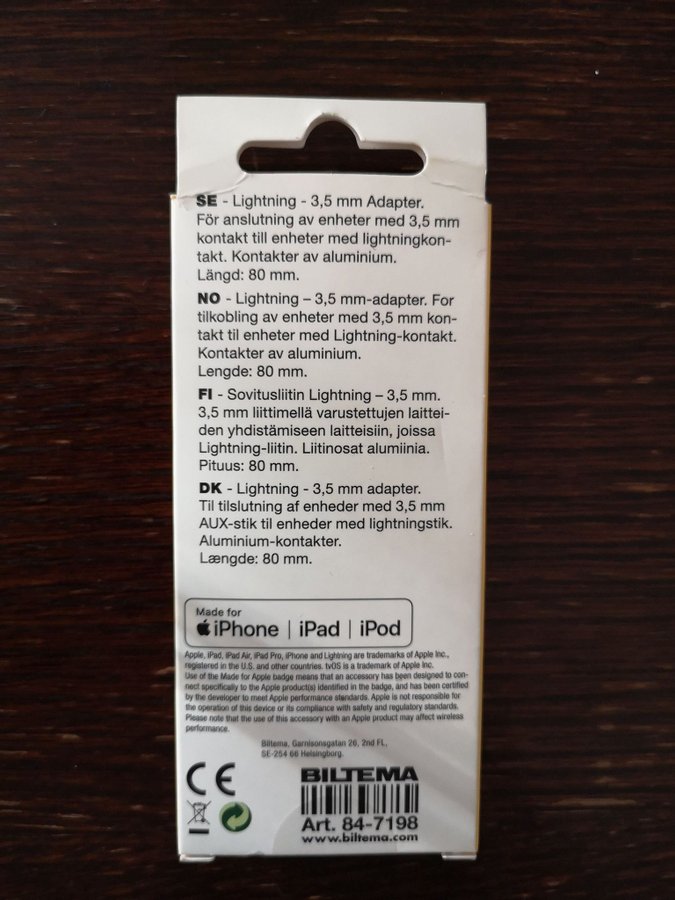 SE - Lightning - 3,5 mm Adapter.
För anslutning av enheter med 3,5 mm
kontakt till enheter med lightningkon-
takt. Kontakter av aluminium.
Längd: 80 mm.
NO - Lightning – 3,5 mm-adapter. For
tilkobling av enheter med 3,5 mm kon-
takt til enheter med Lightning-kontakt.
Kontakter av aluminium.
Lengde: 80 mm.
FI - Sovitusliitin Lightning – 3,5 mm.
3,5 mm liittimellä varustettujen laittei-
den yhdistämiseen laitteisiin, joissa
Lightning-liitin. Liitinosat alumiinia.
Pituus: 80 mm.
DK - Lightning - 3,5 mm adapter.
Til tilslutning af enheder med 3,5 mm
AUX-stik til enheder med lightningstik.
Aluminium-kontakter.
Længde: 80 mm.
Made for
iPhone | iPad | iPod
Apple, iPad, iPad Air, iPad Pro, iPhone and Lightning are trademarks of Apple Inc.,
registered in the U.S. and other countries. tvOS is a trademark of Apple Inc.
Use of the Made for Apple badge means that an accessory has been designed to con-
nect specifically to the Apple product(s) identified in the badge, and has been certified
by the developer to meet Apple performance standards. Apple is not responsible for
the operation of this device or its compliance with safety and regulatory standards.
Please note that the use of this accessory with an Apple product may affect wireless
performance.
Biltema, Garnisonsgatan 26, 2nd FL,
SE-254 66 Helsingborg.
CE
BILTEMA
Art. 84-7198
www.biltema.com